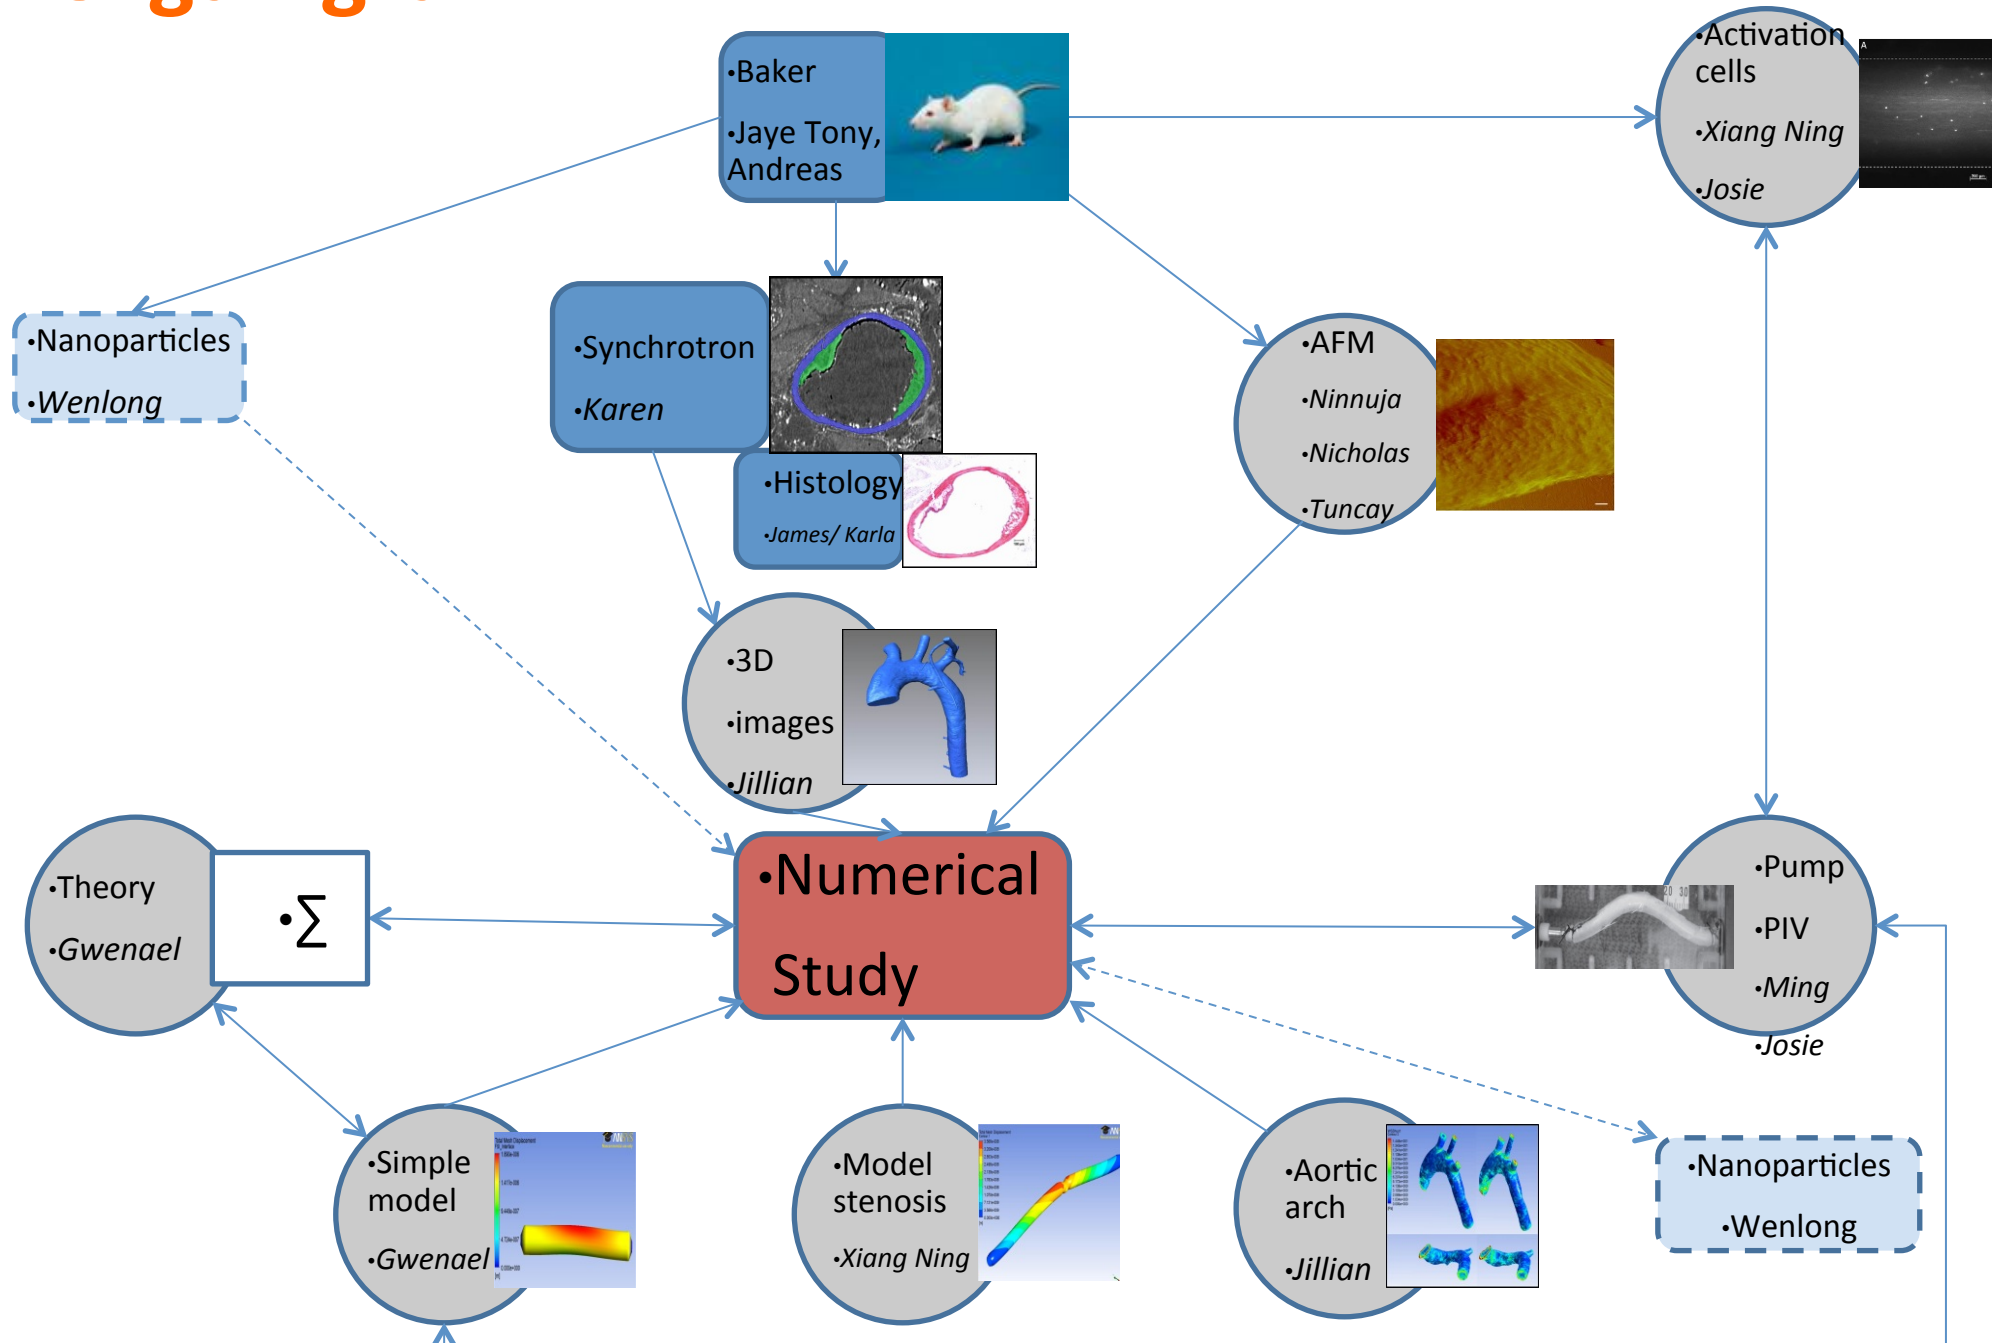 •Baker
•Jaye Tony,
Andreas
•Activation
cells
•Xiang Ning
•Josie
A
•Nanoparticles
•Wenlong
•Synchrotron
•Karen
•Histology
•James/ Karla
•AFM
•Ninnuja
•Nicholas
•Tuncay
•3D
•images
•Jillian
•Theory
•Gwenael
•∑
•Numerical
Study
•Pump
•PIV
•Ming
•Josie
•Simple
model
•Gwenael
•Model
stenosis
•Xiang Ning
•Aortic
arch
•Jillian
•Nanoparticles
•Wenlong